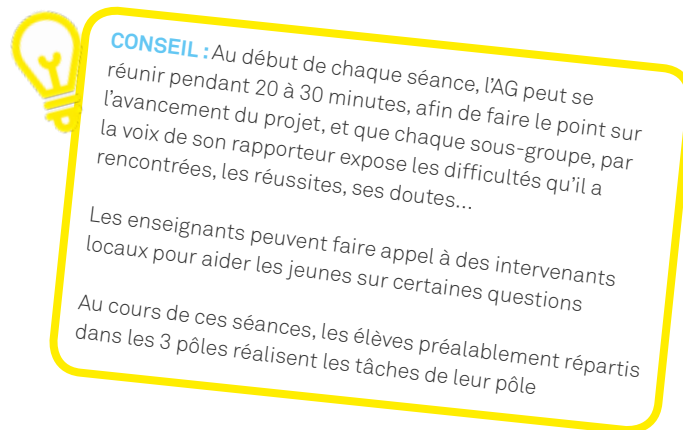 CONSEIL : Au début de chaque séance, l’AG peut se
réunir pendant 20 à 30 minutes, afin de faire le point sur
l’avancement du projet, et que chaque sous-groupe, par
la voix de son rapporteur expose les difficultés qu’il a
rencontrées, les réussites, ses doutes...
Les enseignants peuvent faire appel à des intervenants
locaux pour aider les jeunes sur certaines questions
Au cours de ces séances, les élèves préalablement répartis
dans les 3 pôles réalisent les tâches de leur pôle